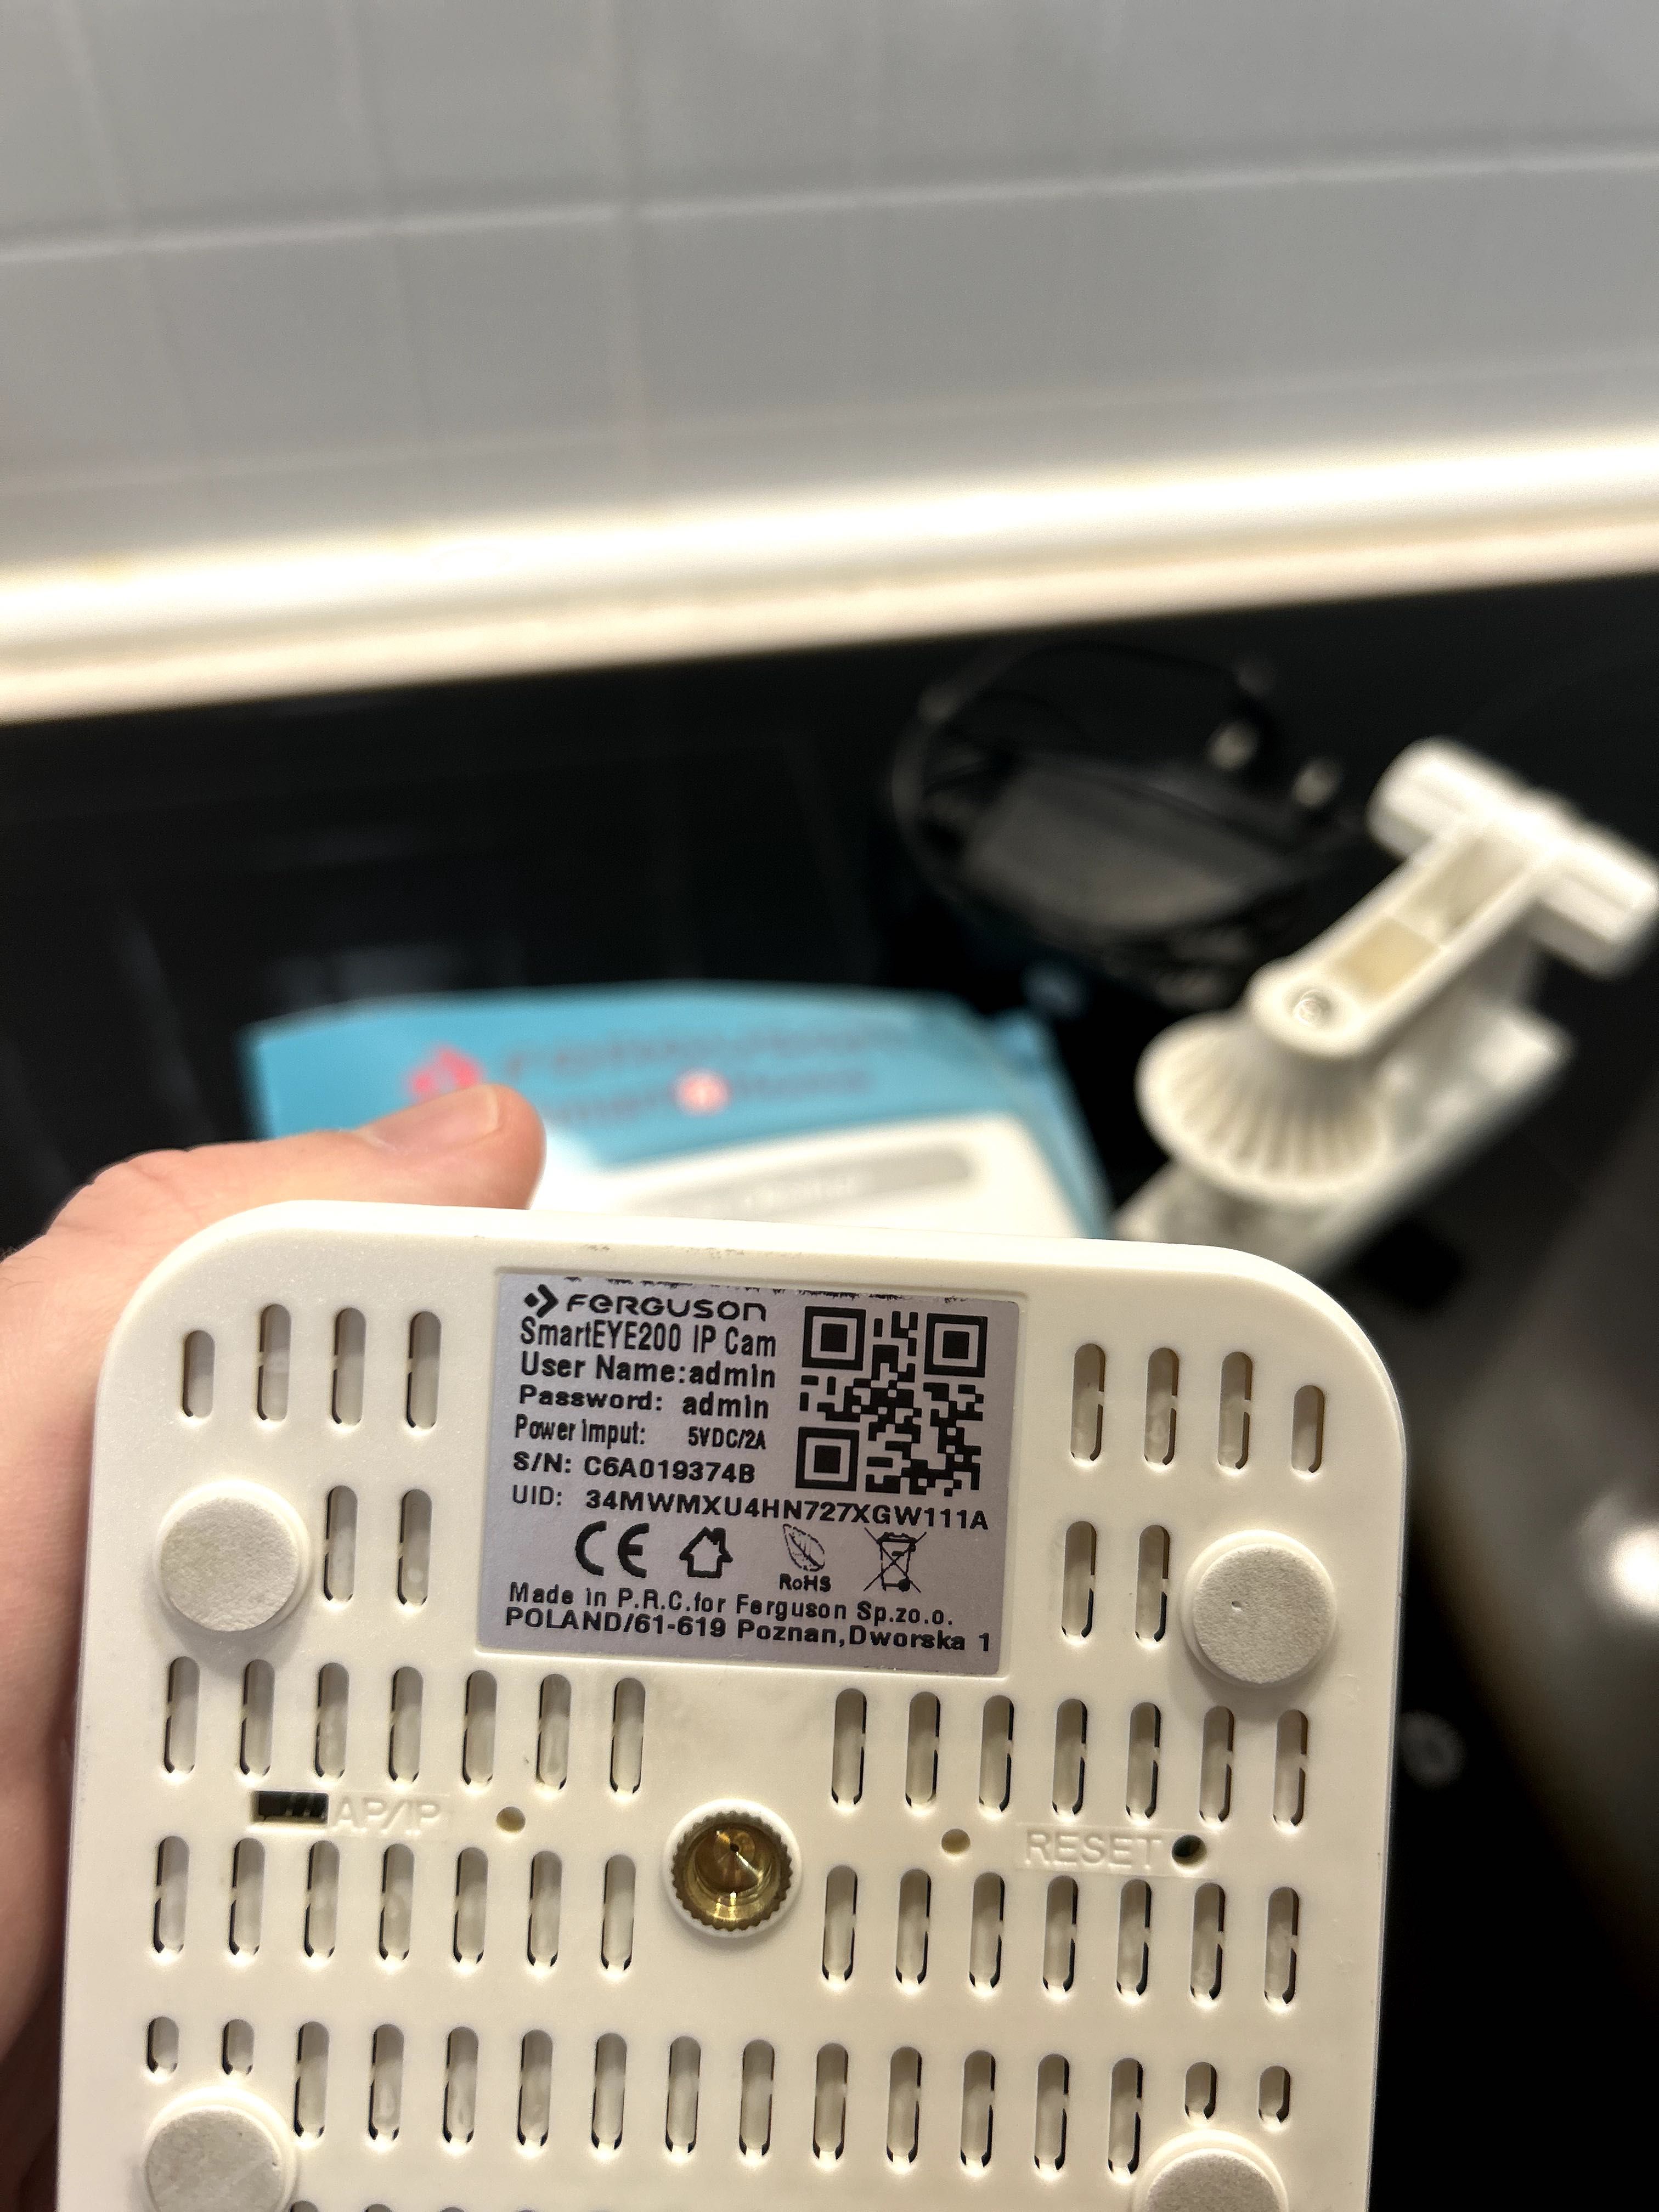 FERGUSON
SmartEYE200 IP Cam
User Name:admin
Password: admin
Power Imput: 5VDC/2A
S/N: C6A019374B
UID: 34MWMXU4HN727XGW111A
CE
RoHS
Made in P.R.C.for Ferguson Sp.zo.o.
POLAND/61-619 Poznan,Dworska 1
AP/IP
RESET